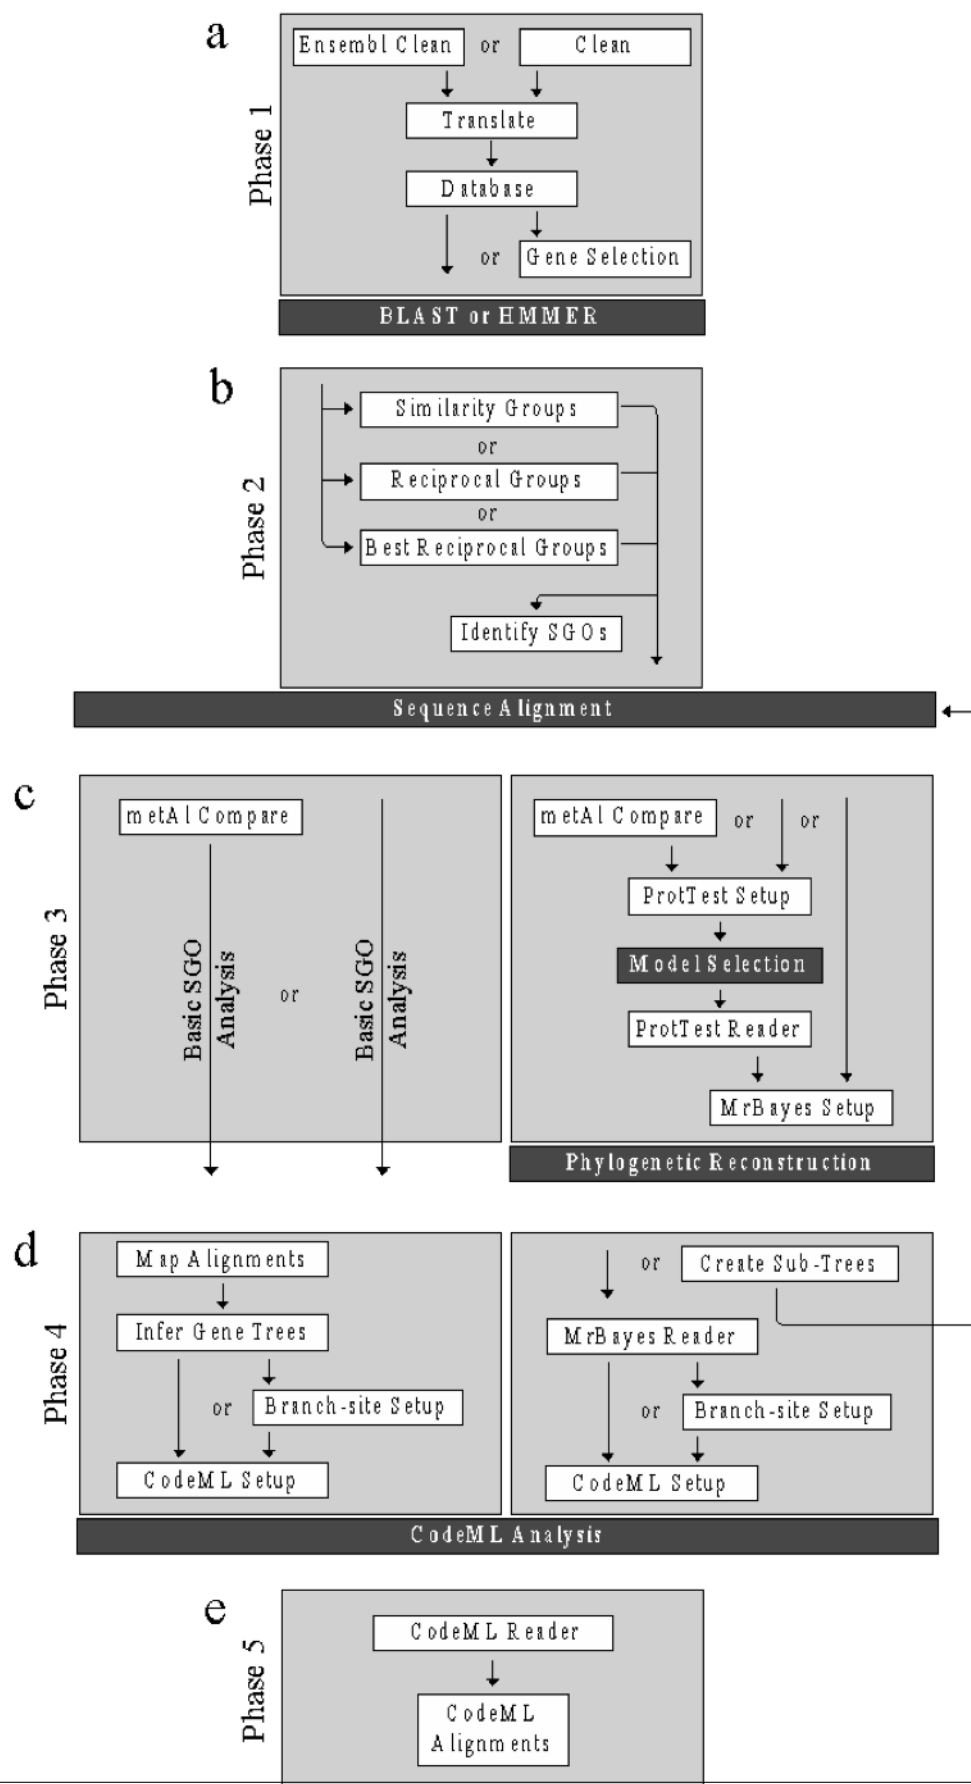 a
Phase 1
Ensembl Clean or Clean
Translate
Database
or Gene Selection
BLAST or HMMER
b
Phase 2
Similarity Groups
or
Reciprocal Groups
or
Best Reciprocal Groups
Identify SGOs
Sequence Alignment
c
Phase 3
metAl Compare
Basic SGO
Analysis
or
Basic SGO
Analysis
metAl Compare or or
ProtTest Setup
Model Selection
ProtTest Reader
MrBayes Setup
Phylogenetic Reconstruction
d
Phase 4
Map Alignments
Infer Gene Trees
or Branch-site Setup
CodeML Setup
or Create Sub-Trees
MrBayes Reader
or Branch-site Setup
CodeML Setup
CodeML Analysis
e
Phase 5
CodeML Reader
CodeML
Alignments